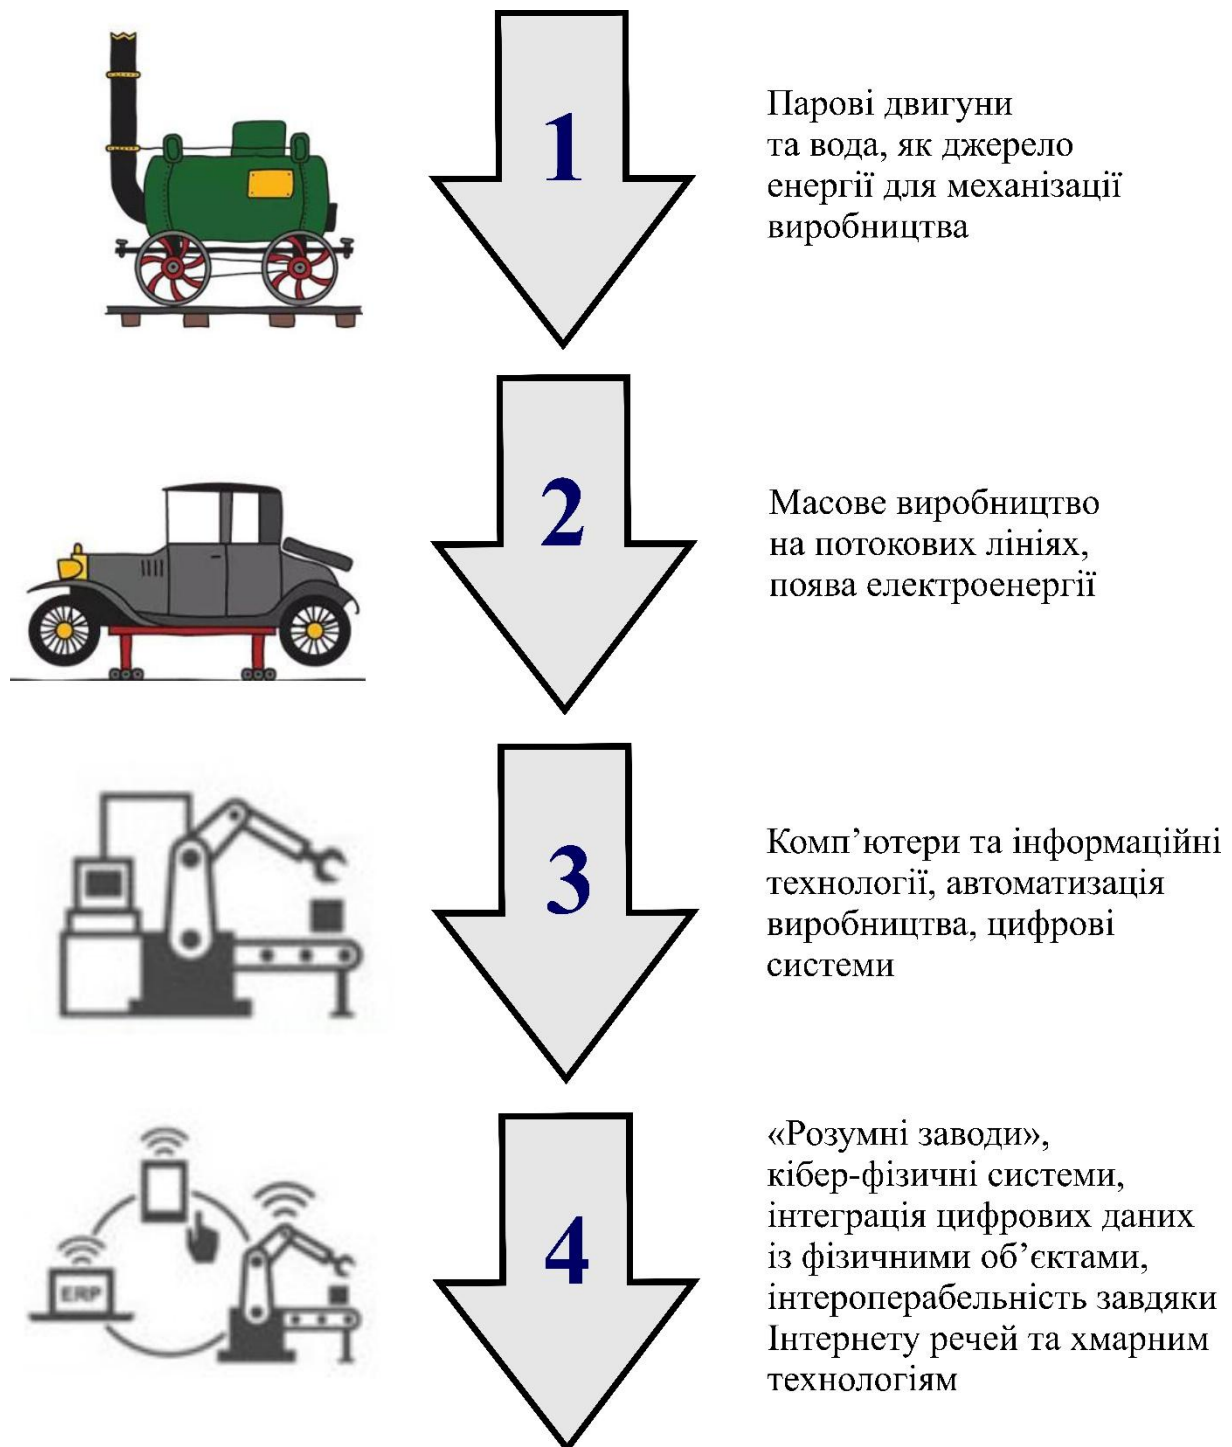 1
Парові двигуни
та вода, як джерело
енергії для механізації
виробництва
2
Масове виробництво
на потокових лініях,
поява електроенергії
3
Комп’ютери та інформаційні
технології, автоматизація
виробництва, цифрові
системи
ERP
4
«Розумні заводи»,
кібер-фізичні системи,
інтеграція цифрових даних
із фізичними об’єктами,
інтероперабельність завдяки
Інтернету речей та хмарним
технологіям